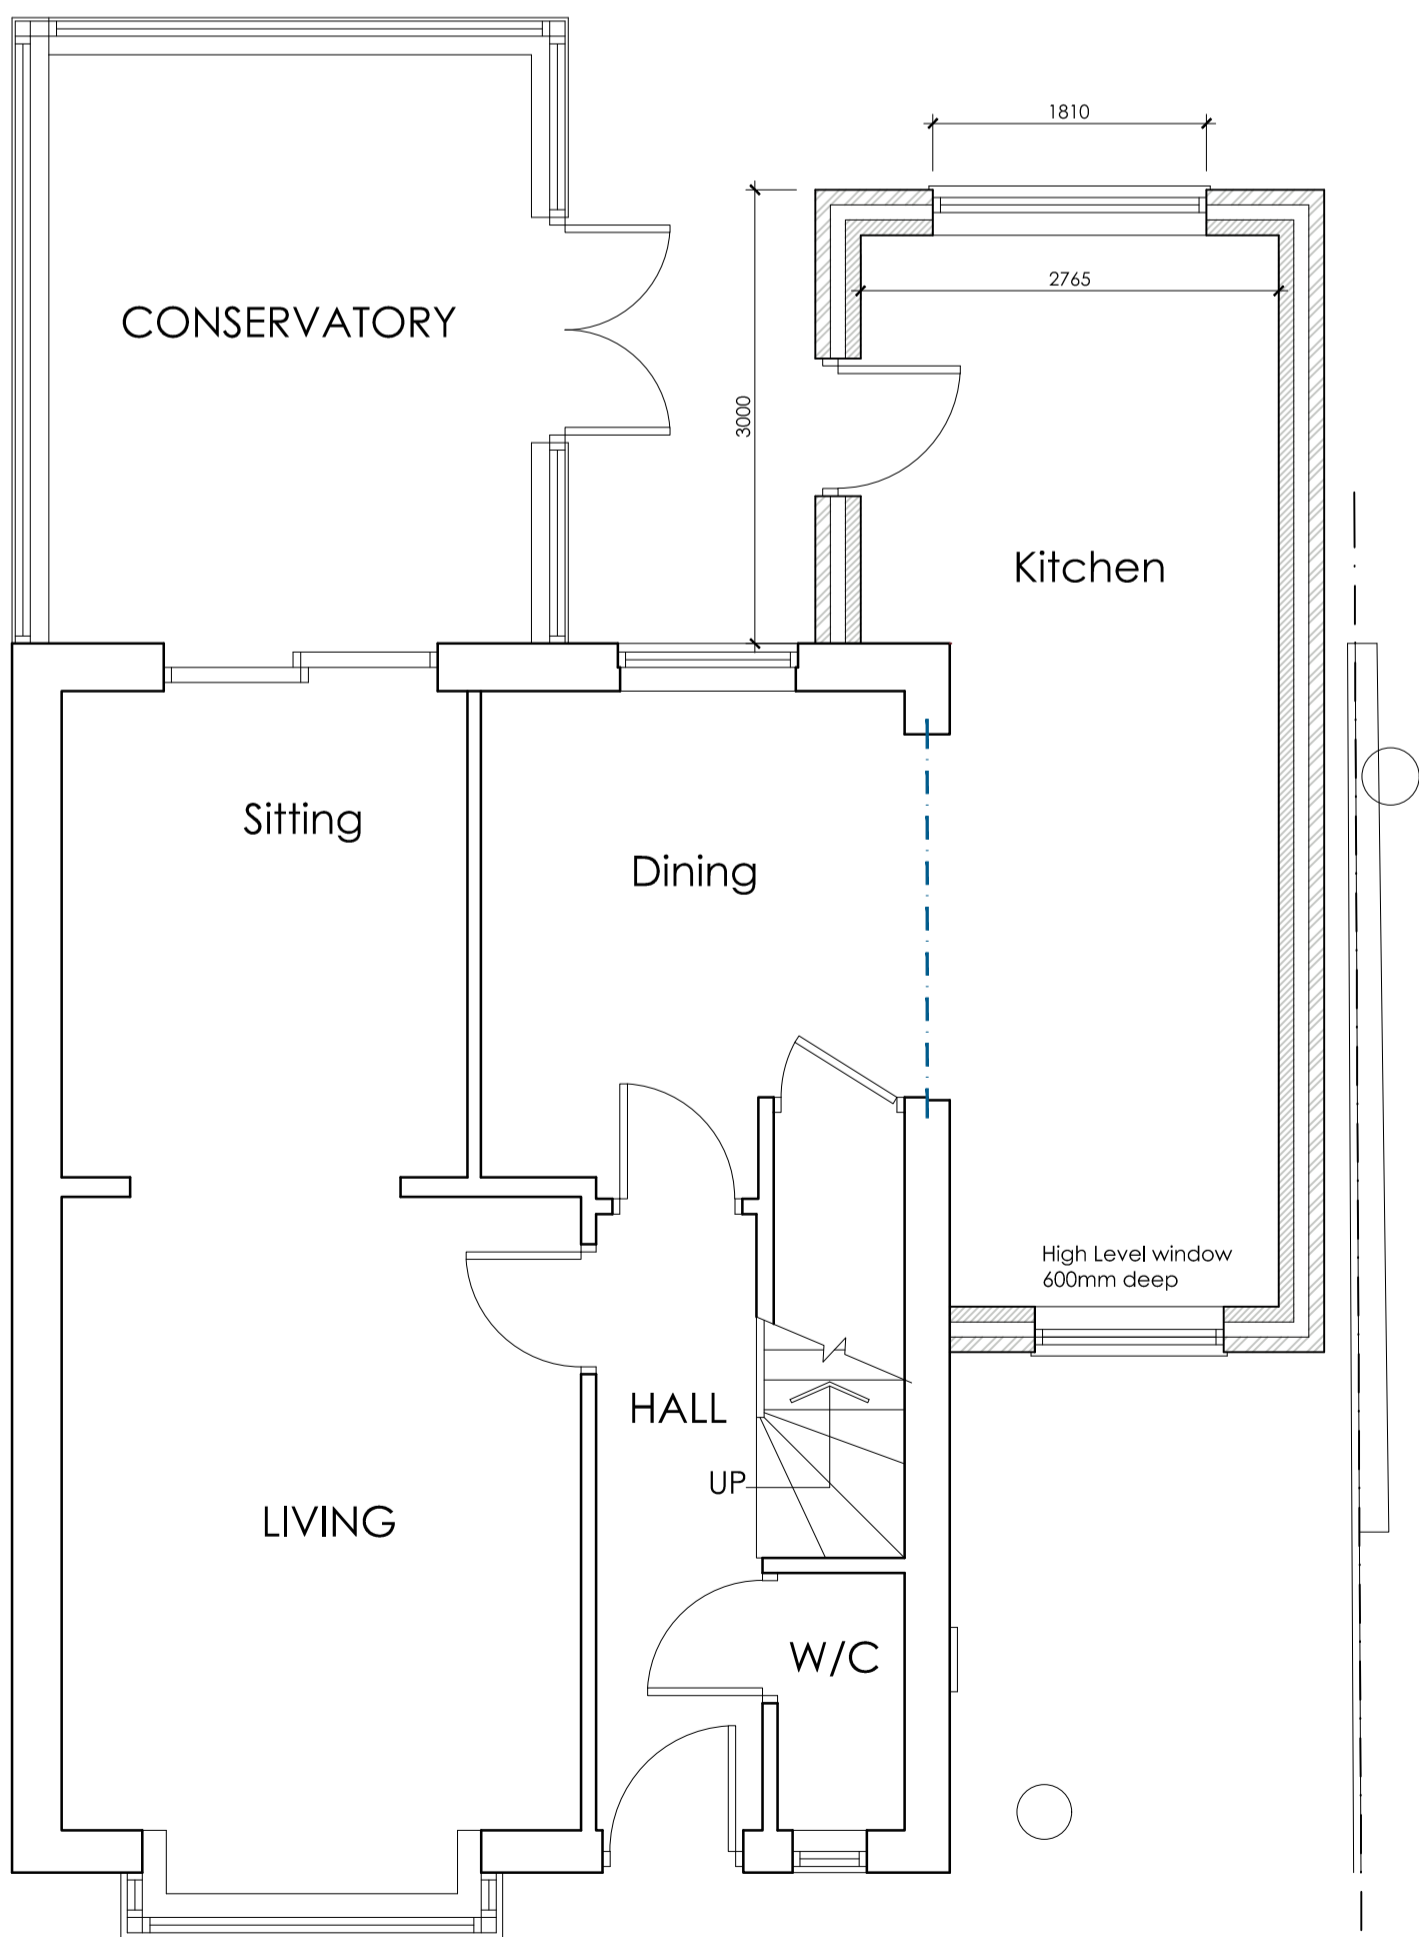 1810
2765
CONSERVATORY
3000
Kitchen
Sitting
Dining
High Level window
600mm deep
HALL
UP
LIVING
W/C